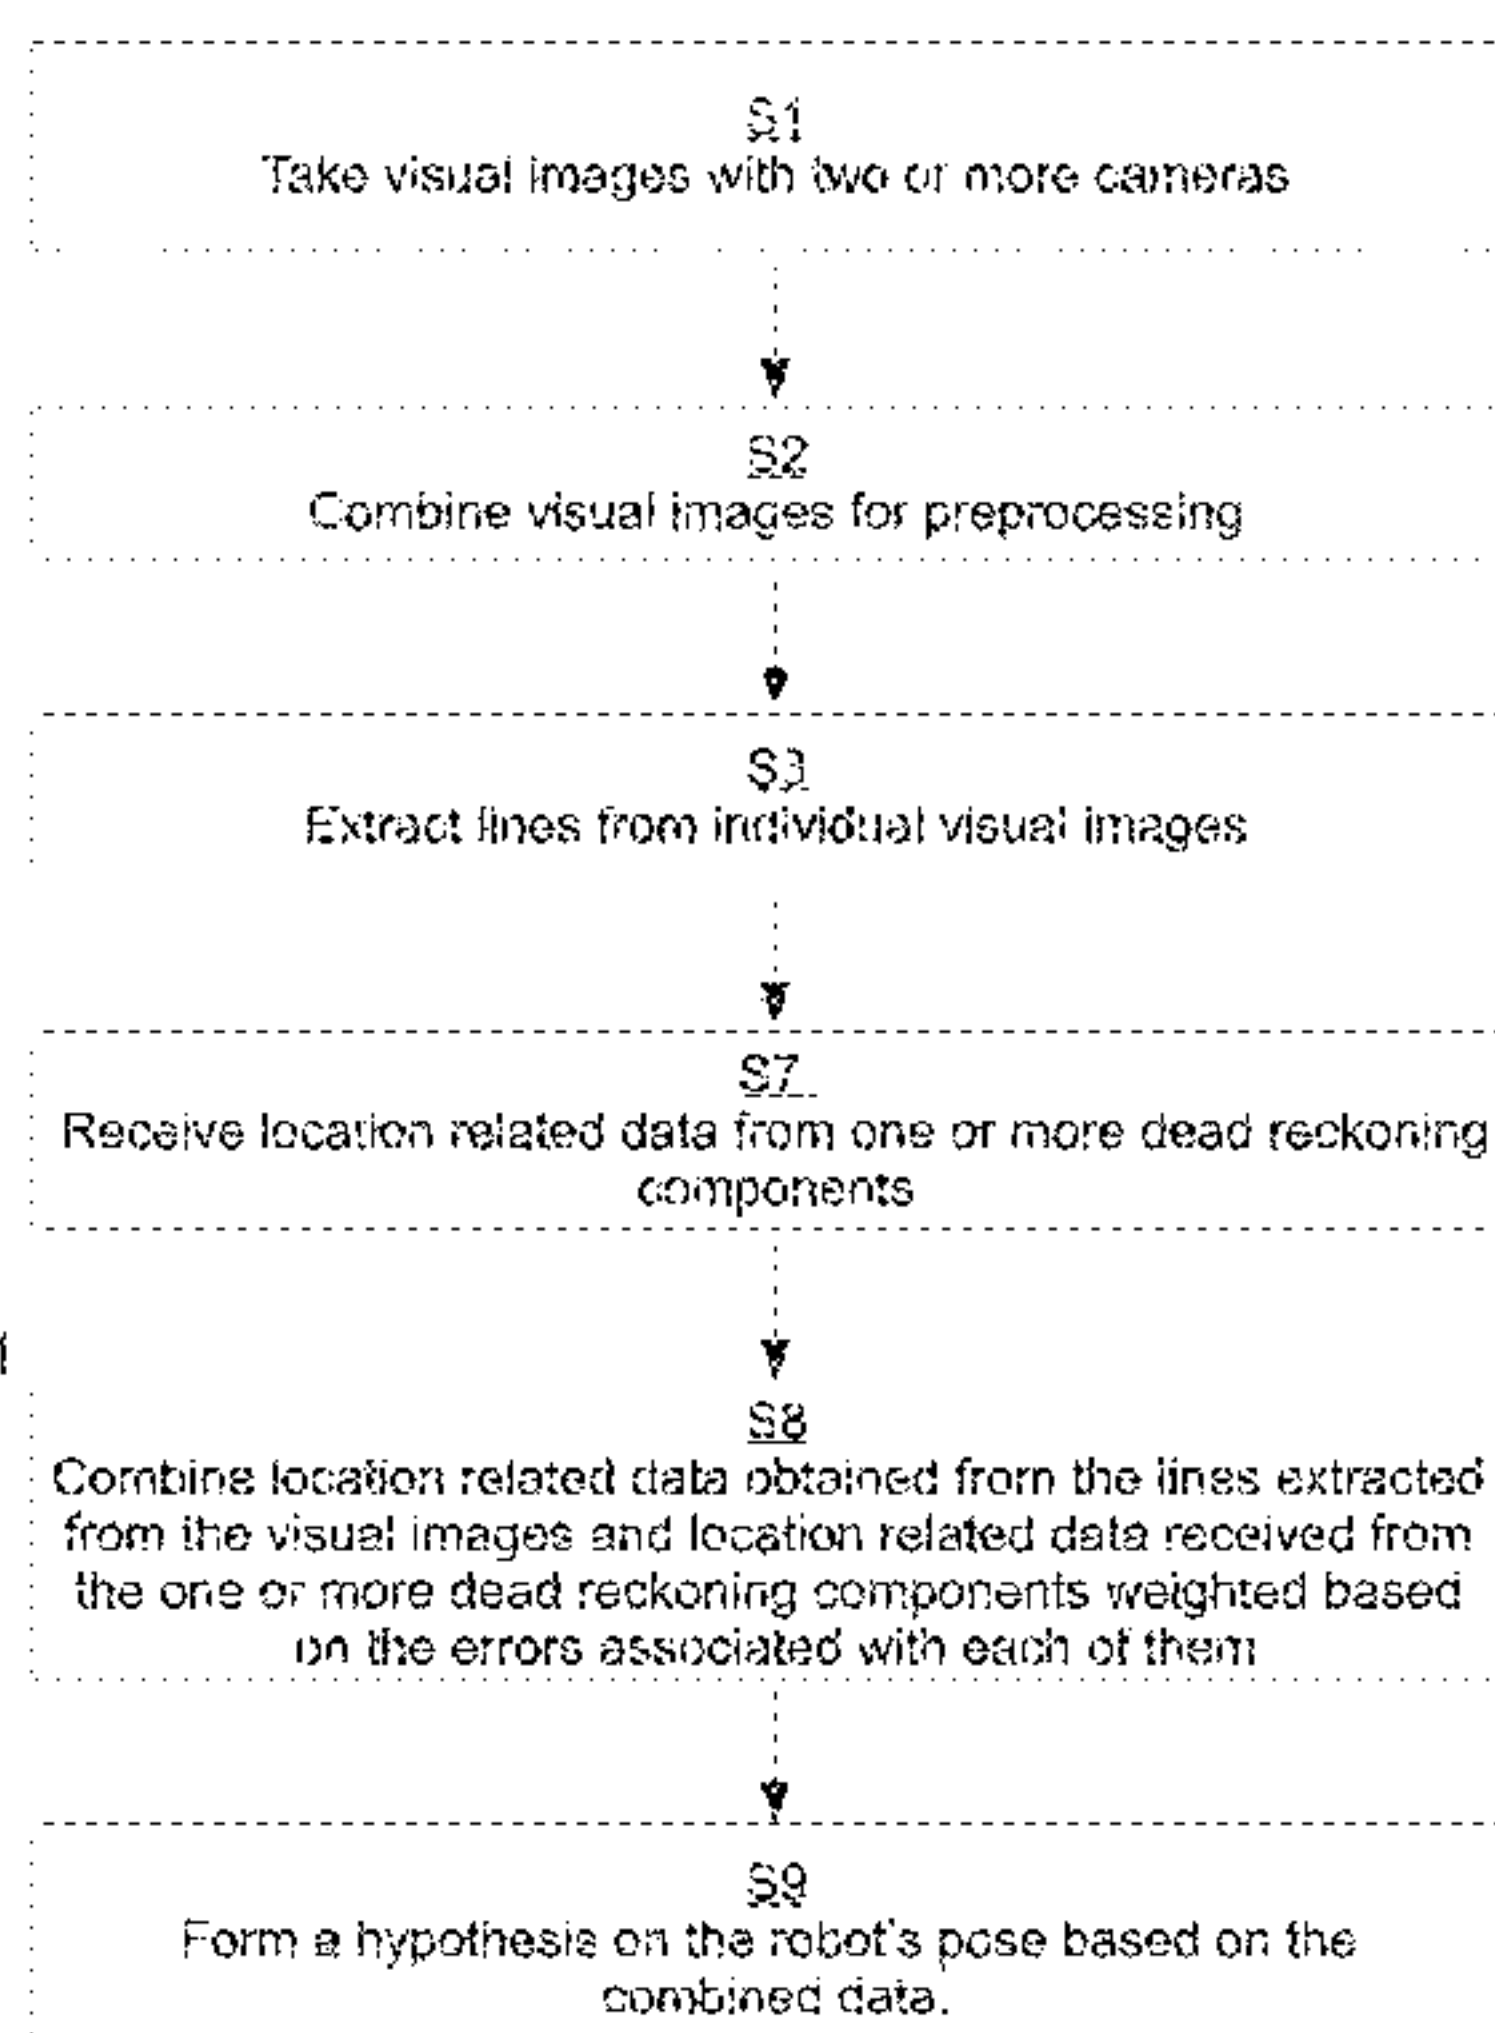 S1
Take visual images with two or more cameras
S2
Combine visual images for preprocessing
S3
Extract lines from individual visual images
S7
Receive location related data from one or more dead reckoning
components
S8
Combine location related data obtained from the lines extracted
from the visual images and location related data received from
the one or more dead reckoning components weighted based
on the errors associated with each of them
S9
Form a hypothesis on the robot's pose based on the
combined data.